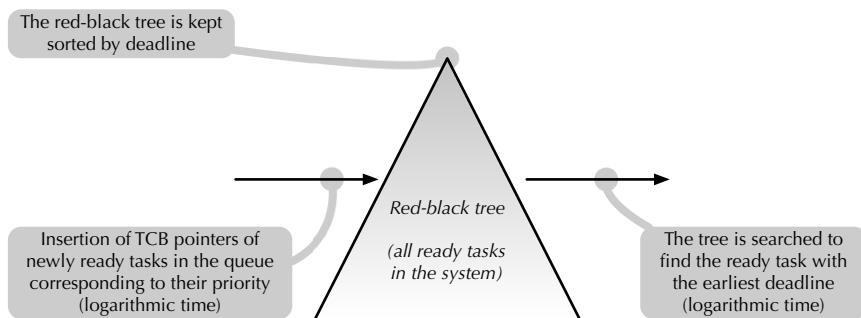 The red-black tree is kept
sorted by deadline
Red-black tree
(all ready tasks
in the system)
Insertion of TCB pointers of
newly ready tasks in the queue
corresponding to their priority
(logarithmic time)
The tree is searched to
find the ready task with
the earliest deadline
(logarithmic time)